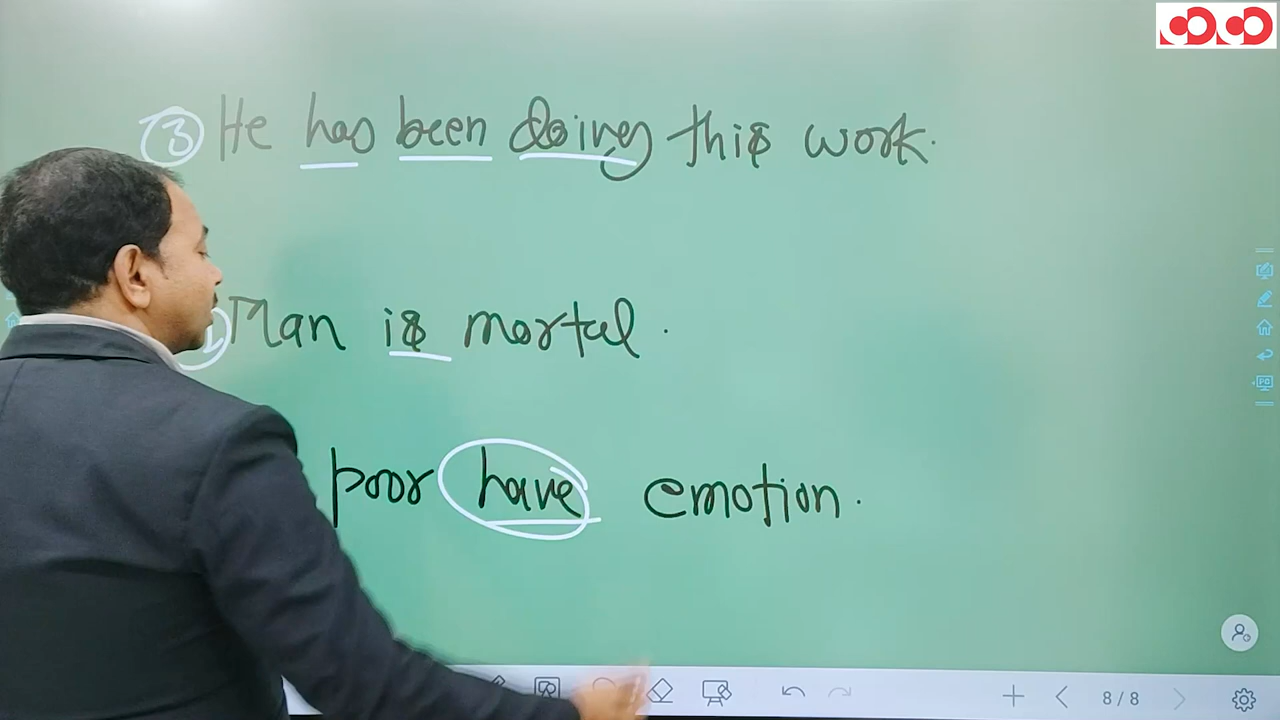 ③ He has been doing this work.
Man is mortal.
poor have emotion.
8/8